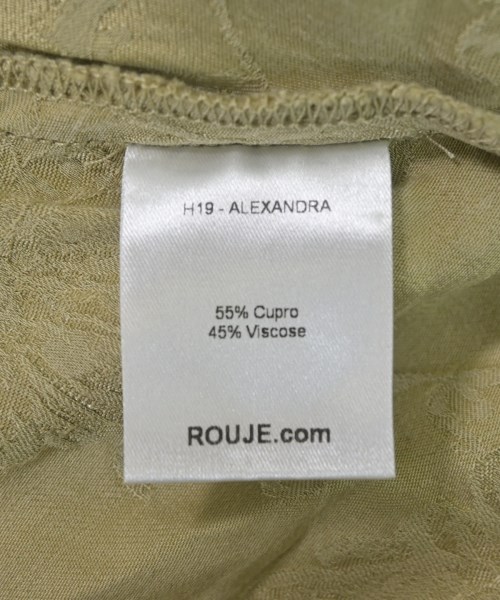 H19 - ALEXANDRA
55% Cupro
45% Viscose
ROUJE.com